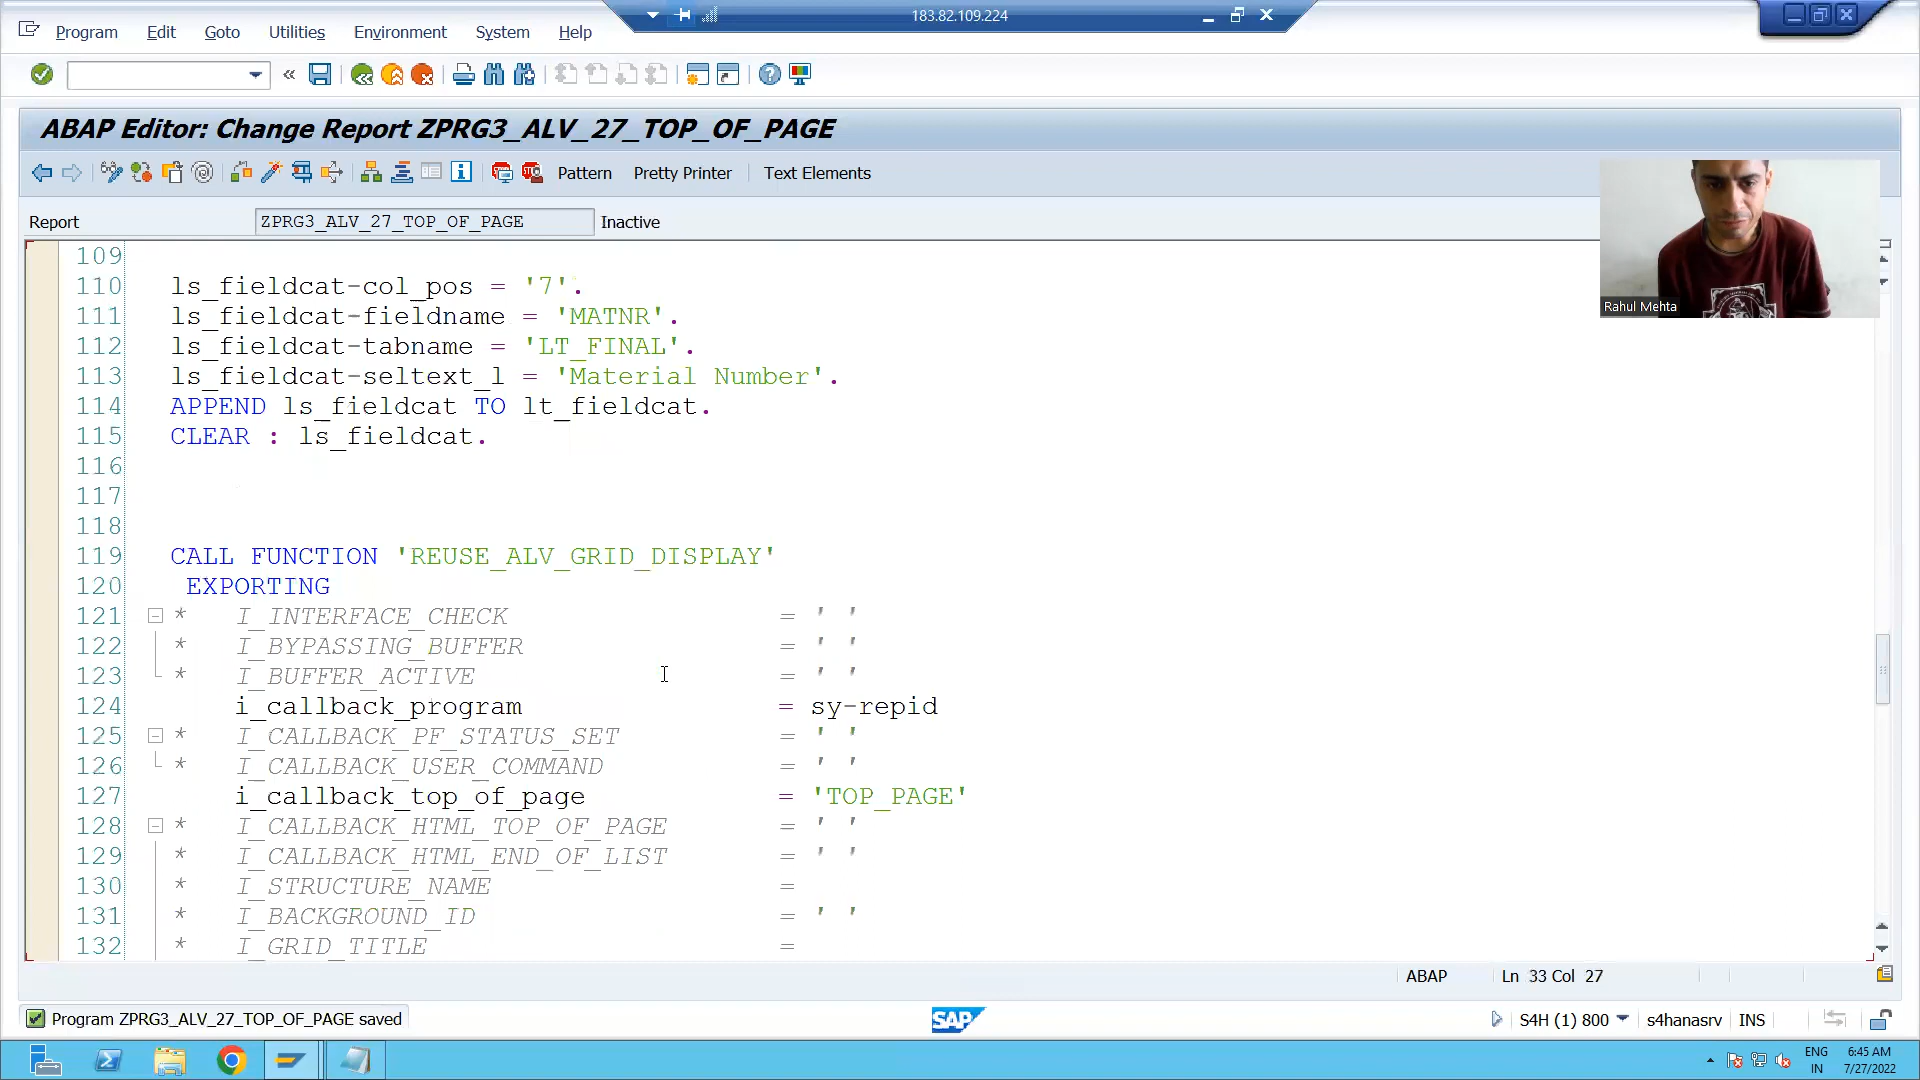 183.82.109.224
Program Edit Goto Utilities Environment System Help
ABAP Editor: Change Report ZPRG3_ALV_27_TOP_OF_PAGE
Pattern Pretty Printer Text Elements
Report ZPRG3_ALV_27_TOP_OF_PAGE Inactive
Rahul Mehta
109
110 ls_fieldcat-col_pos = '7'.
111 ls_fieldcat-fieldname = 'MATNR'.
112 ls_fieldcat-tabname = 'LT_FINAL'.
113 ls_fieldcat-seltext_l = 'Material Number'.
114 APPEND ls_fieldcat TO lt_fieldcat.
115 CLEAR : ls_fieldcat.
116
117
118
119 CALL FUNCTION 'REUSE_ALV_GRID_DISPLAY'
120 EXPORTING
121 * I_INTERFACE_CHECK = ' '
122 * I_BYPASSING_BUFFER = ' '
123 * I_BUFFER_ACTIVE = ' '
124 i_callback_program = sy-repid
125 * I_CALLBACK_PF_STATUS_SET = ' '
126 * I_CALLBACK_USER_COMMAND = ' '
127 i_callback_top_of_page = 'TOP_PAGE'
128 * I_CALLBACK_HTML_TOP_OF_PAGE = ' '
129 * I_CALLBACK_HTML_END_OF_LIST = ' '
130 * I_STRUCTURE_NAME =
131 * I_BACKGROUND_ID = ' '
132 * I_GRID_TITLE =
ABAP Ln 33 Col 27
Program ZPRG3_ALV_27_TOP_OF_PAGE saved
SAP
S4H (1) 800 s4hanasrv INS
ENG 6:45 AM
IN 7/27/2022